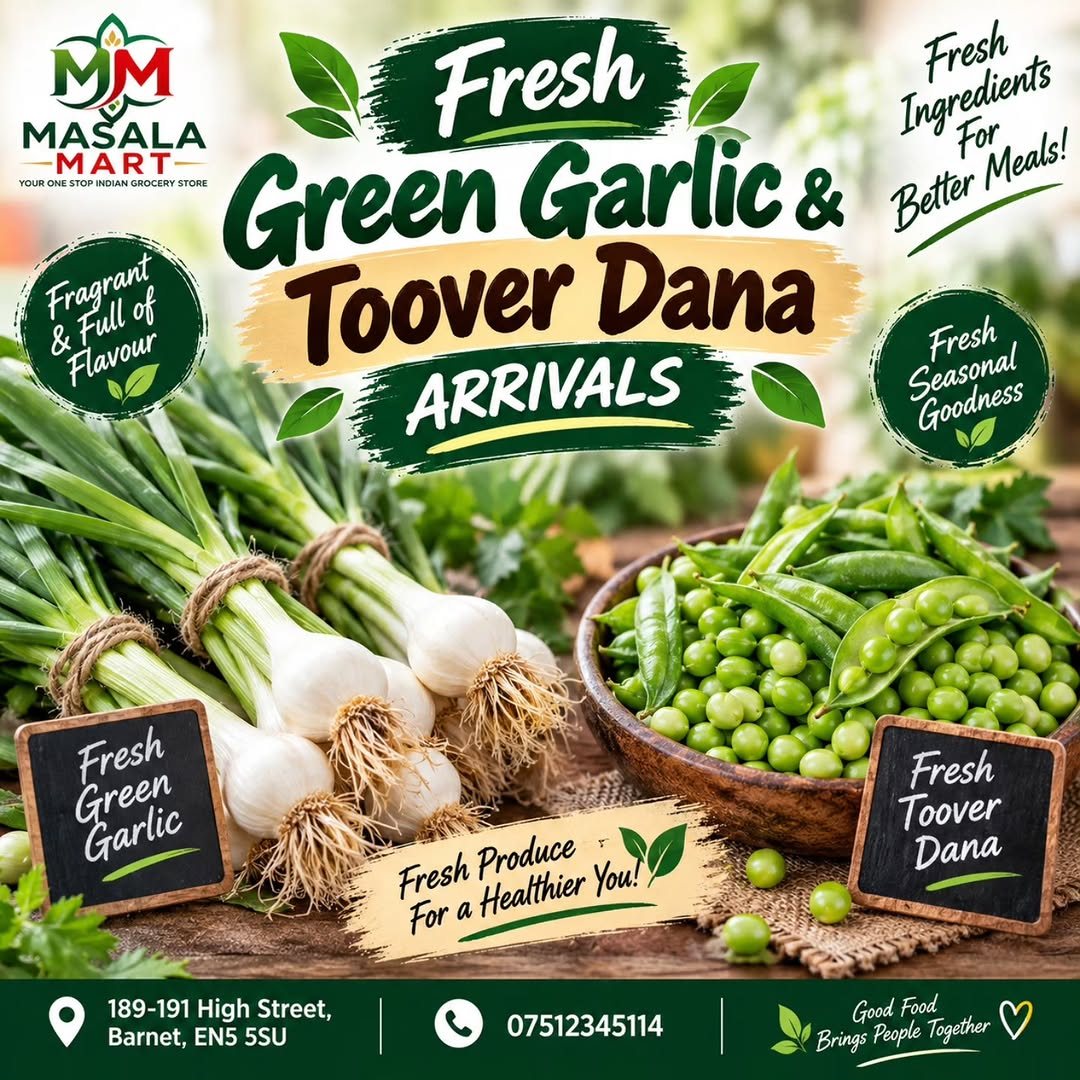 MM
MASALA
MART
YOUR ONE STOP INDIAN GROCERY STORE
Fresh
Green Garlic &
Toover Dana
ARRIVALS
Fresh
Ingredients
For
Better Meals!
Fragrant
& Full of
Flavour
Fresh
Seasonal
Goodness
Fresh
Green
Garlic
Fresh Produce
For a Healthier You!
Fresh
Toover
Dana
189-191 High Street,
Barnet, EN5 5SU
07512345114
Good Food
Brings People Together